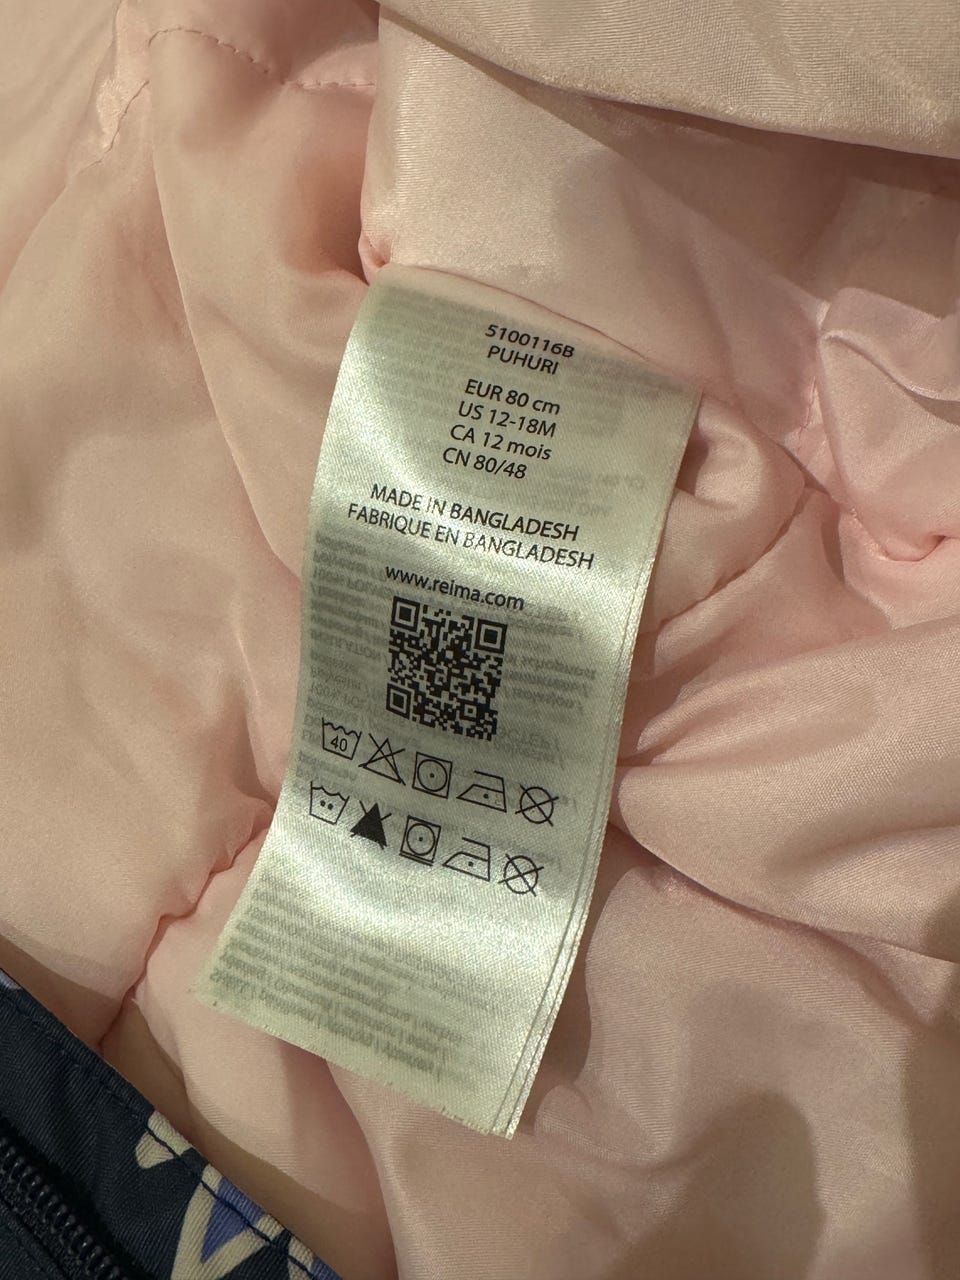 5100116B
PUHURI
EUR 80 cm
US 12-18M
CA 12 mois
CN 80/48
MADE IN BANGLADESH
FABRIQUE EN BANGLADESH
www.reima.com
40